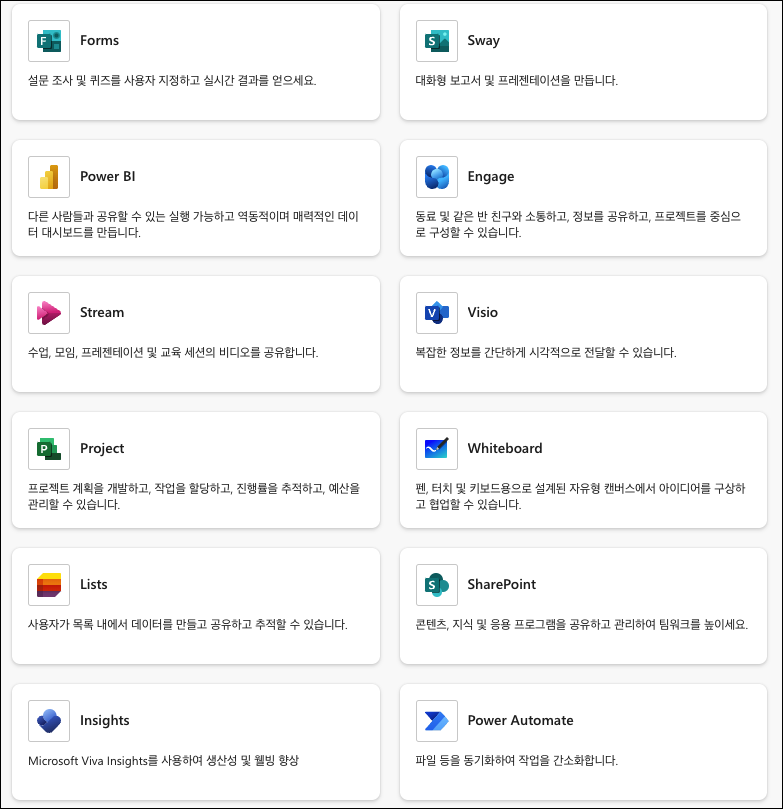 Forms
설문 조사 및 퀴즈를 사용자 지정하고 실시간 결과를 얻으세요.
Sway
대화형 보고서 및 프레젠테이션을 만듭니다.
Power BI
다른 사람들과 공유할 수 있는 실행 가능하고 역동적이며 매력적인 데이
터 대시보드를 만듭니다.
Engage
동료 및 같은 반 친구와 소통하고, 정보를 공유하고, 프로젝트를 중심으
로 구성할 수 있습니다.
Stream
수업, 모임, 프레젠테이션 및 교육 세션의 비디오를 공유합니다.
Visio
복잡한 정보를 간단하게 시각적으로 전달할 수 있습니다.
Project
프로젝트 계획을 개발하고, 작업을 할당하고, 진행률을 추적하고, 예산을
관리할 수 있습니다.
Whiteboard
펜, 터치 및 키보드용으로 설계된 자유형 캔버스에서 아이디어를 구상하
고 협업할 수 있습니다.
Lists
사용자가 목록 내에서 데이터를 만들고 공유하고 추적할 수 있습니다.
SharePoint
콘텐츠, 지식 및 응용 프로그램을 공유하고 관리하여 팀워크를 높이세요.
Insights
Microsoft Viva Insights를 사용하여 생산성 및 웰빙 향상
Power Automate
파일 등을 동기화하여 작업을 간소화합니다.